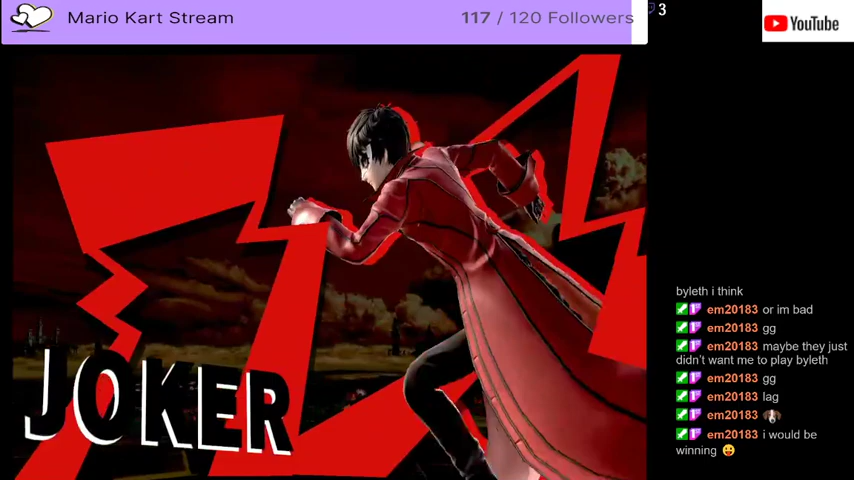 Mario Kart Stream
117 / 120 Followers
3
YouTube
JOKER
byleth i think
em20183 or im bad
em20183 gg
em20183 maybe they just
didn't want me to play byleth
em20183 gg
em20183 lag
em20183
em20183 i would be
winning 😛